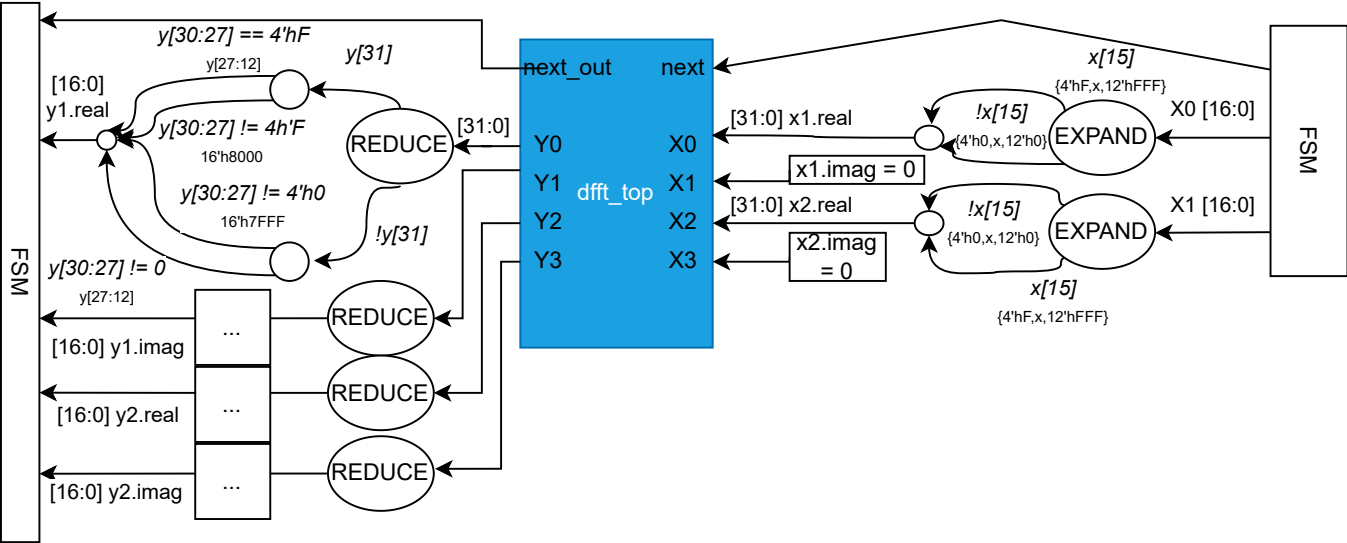 y[30:27] == 4'hF
y[27:12]
y[31]
[16:0]
y1.real
y[30:27] != 4h'F
16'h8000
REDUCE
[31:0]
y[30:27] != 4'h0
16'h7FFF
!y[31]
y[30:27] != 0
y[27:12]
FSM
[16:0] y1.imag
...
REDUCE
[16:0] y2.real
...
REDUCE
[16:0] y2.imag
...
REDUCE
next_out
next
Y0
X0
Y1
X1
dfft_top
Y2
X2
Y3
X3
[31:0] x1.real
x1.imag = 0
[31:0] x2.real
x2.imag
= 0
x[15]
{4'hF,x,12'hFFF}
!x[15]
{4'h0,x,12'h0}
EXPAND
X0 [16:0]
!x[15]
{4'h0,x,12'h0}
EXPAND
X1 [16:0]
x[15]
{4'hF,x,12'hFFF}
FSM